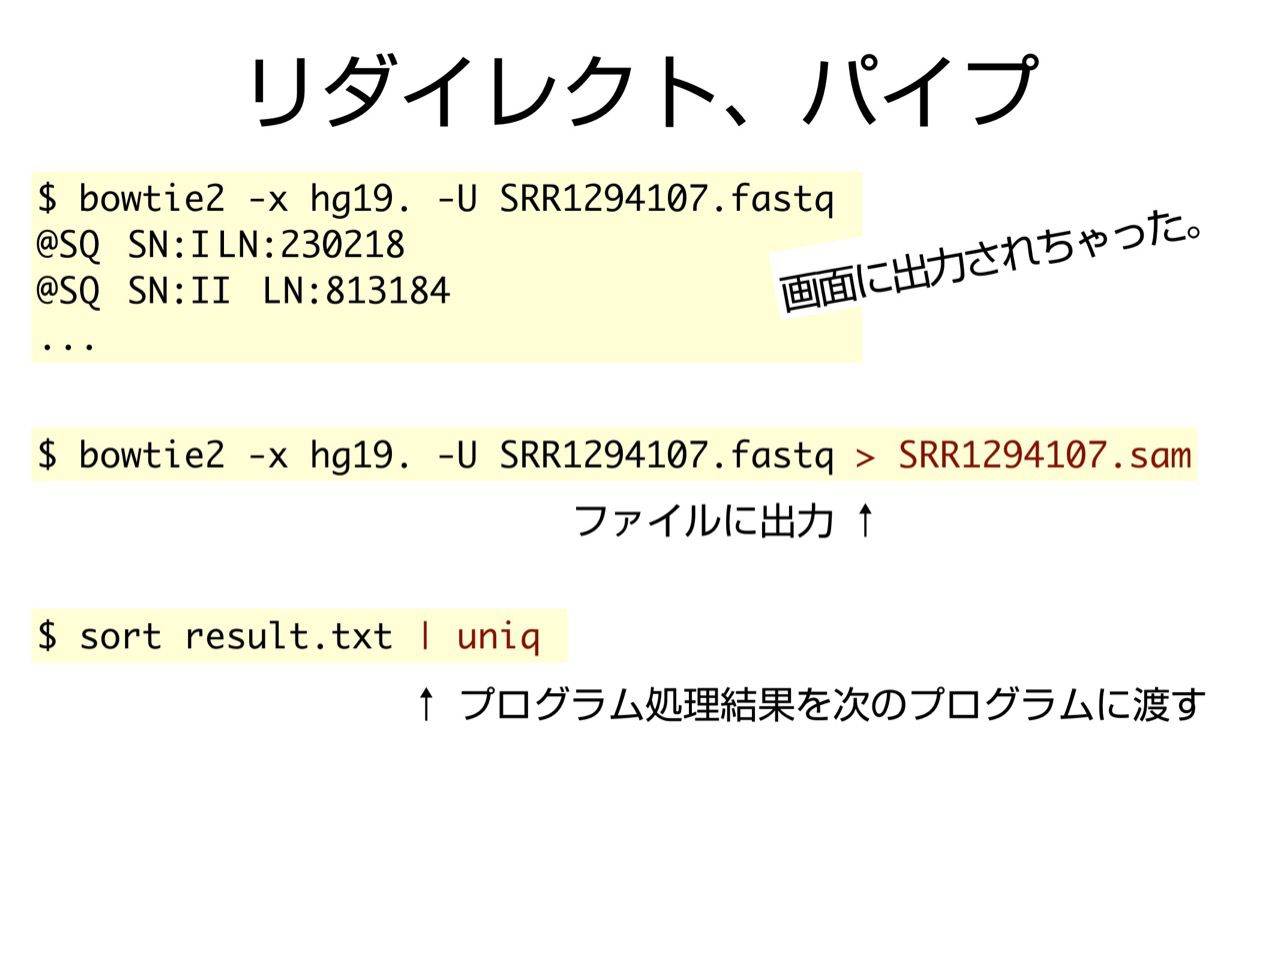 リダイレクト、パイプ
$ bowtie2 -x hg19. -U SRR1294107.fastq
@SQ SN:I LN:230218
@SQ SN:II LN:813184
...
画面に出力されちゃった。
$ bowtie2 -x hg19. -U SRR1294107.fastq > SRR1294107.sam
ファイルに出力 ↑
$ sort result.txt | uniq
↑ プログラム処理結果を次のプログラムに渡す